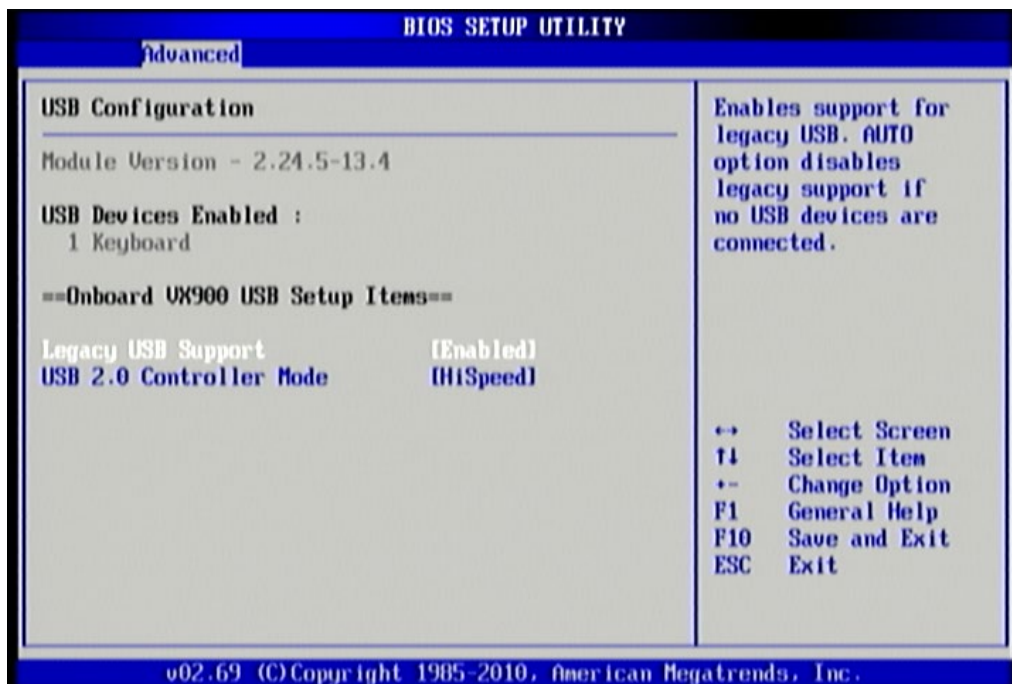 BIOS SETUP UTILITY
Advanced
USB Configuration
Module Version - 2.24.5-13.4
USB Devices Enabled :
1 Keyboard
==Onboard VX900 USB Setup Items==
Legacy USB Support [Enabled]
USB 2.0 Controller Mode [HiSpeed]
Enables support for
legacy USB. AUTO
option disables
legacy support if
no USB devices are
connected.
↔ Select Screen
↑↓ Select Item
+- Change Option
F1 General Help
F10 Save and Exit
ESC Exit
v02.69 (C)Copyright 1985-2010, American Megatrends, Inc.